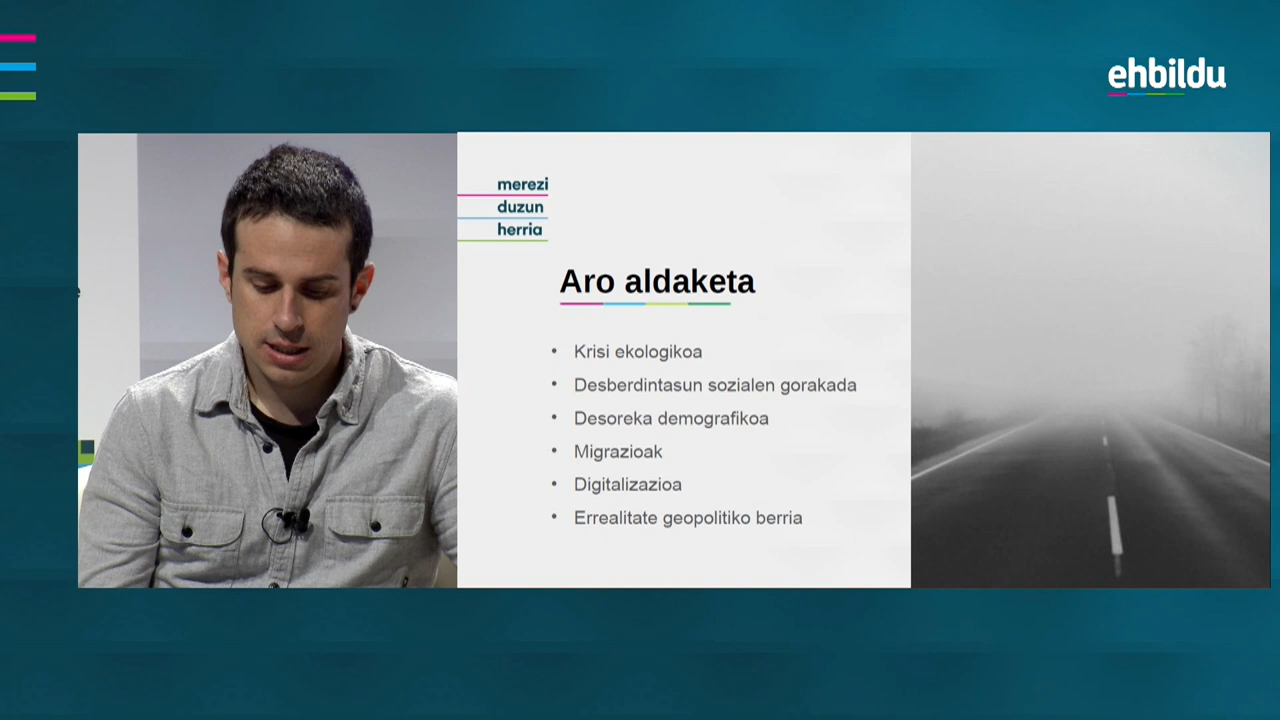 ehbildu
merezi
duzun
herria
Aro aldaketa
• Krisi ekologikoa
• Desberdintasun sozialen gorakada
• Desoreka demografikoa
• Migrazioak
• Digitalizazioa
• Errealitate geopolitiko berria